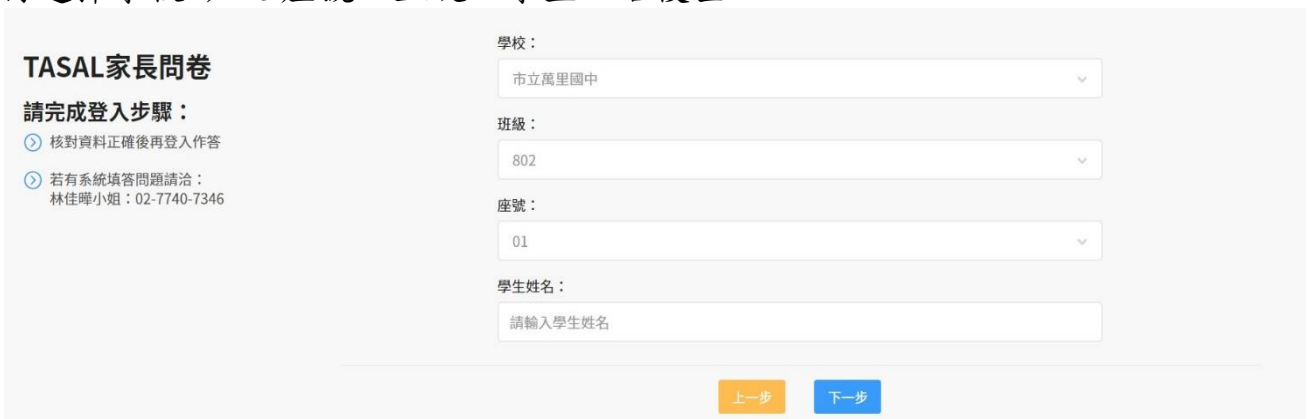 TASAL家長問卷
請完成登入步驟：
核對資料正確後再登入作答
若有系統填答問題請洽：
林佳曄小姐：02-7740-7346
學校：
市立萬里國中
班級：
802
座號：
01
學生姓名：
請輸入學生姓名
上一步
下一步